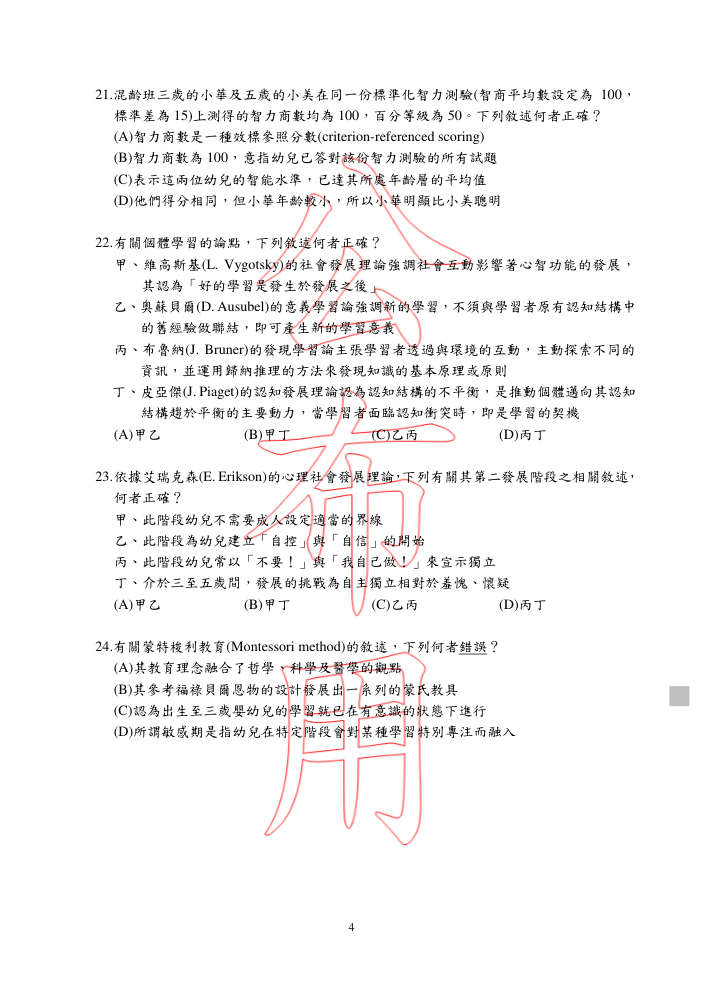 21.混齡班三歲的小華及五歲的小美在同一份標準化智力測驗(智商平均數設定為 100，
標準差為 15)上測得的智力商數均為 100，百分等級為 50。下列敘述何者正確？
(A)智力商數是一種效標參照分數(criterion-referenced scoring)
(B)智力商數為 100，意指幼兒已答對該份智力測驗的所有試題
(C)表示這兩位幼兒的智能水準，已達其所處年齡層的平均值
(D)他們得分相同，但小華年齡較小，所以小華明顯比小美聰明
22.有關個體學習的論點，下列敘述何者正確？
甲、維高斯基(L. Vygotsky)的社會發展理論強調社會互動影響著心智功能的發展，
其認為「好的學習是發生於發展之後」
乙、奧蘇貝爾(D. Ausubel)的意義學習論強調新的學習，不須與學習者原有認知結構中
的舊經驗做聯結，即可產生新的學習意義
丙、布魯納(J. Bruner)的發現學習論主張學習者透過與環境的互動，主動探索不同的
資訊，並運用歸納推理的方法來發現知識的基本原理或原則
丁、皮亞傑(J. Piaget)的認知發展理論認為認知結構的不平衡，是推動個體邁向其認知
結構趨於平衡的主要動力，當學習者面臨認知衝突時，即是學習的契機
(A)甲乙 (B)甲丁 (C)乙丙 (D)丙丁
23.依據艾瑞克森(E. Erikson)的心理社會發展理論，下列有關其第二發展階段之相關敘述，
何者正確？
甲、此階段幼兒不需要成人設定適當的界線
乙、此階段為幼兒建立「自控」與「自信」的開始
丙、此階段幼兒常以「不要！」與「我自己做！」來宣示獨立
丁、介於三至五歲間，發展的挑戰為自主獨立相對於羞愧、懷疑
(A)甲乙 (B)甲丁 (C)乙丙 (D)丙丁
24.有關蒙特梭利教育(Montessori method)的敘述，下列何者錯誤？
(A)其教育理念融合了哲學、科學及醫學的觀點
(B)其參考福祿貝爾恩物的設計發展出一系列的蒙氏教具
(C)認為出生至三歲嬰幼兒的學習就已在有意識的狀態下進行
(D)所謂敏感期是指幼兒在特定階段會對某種學習特別專注而融入
公布用
4